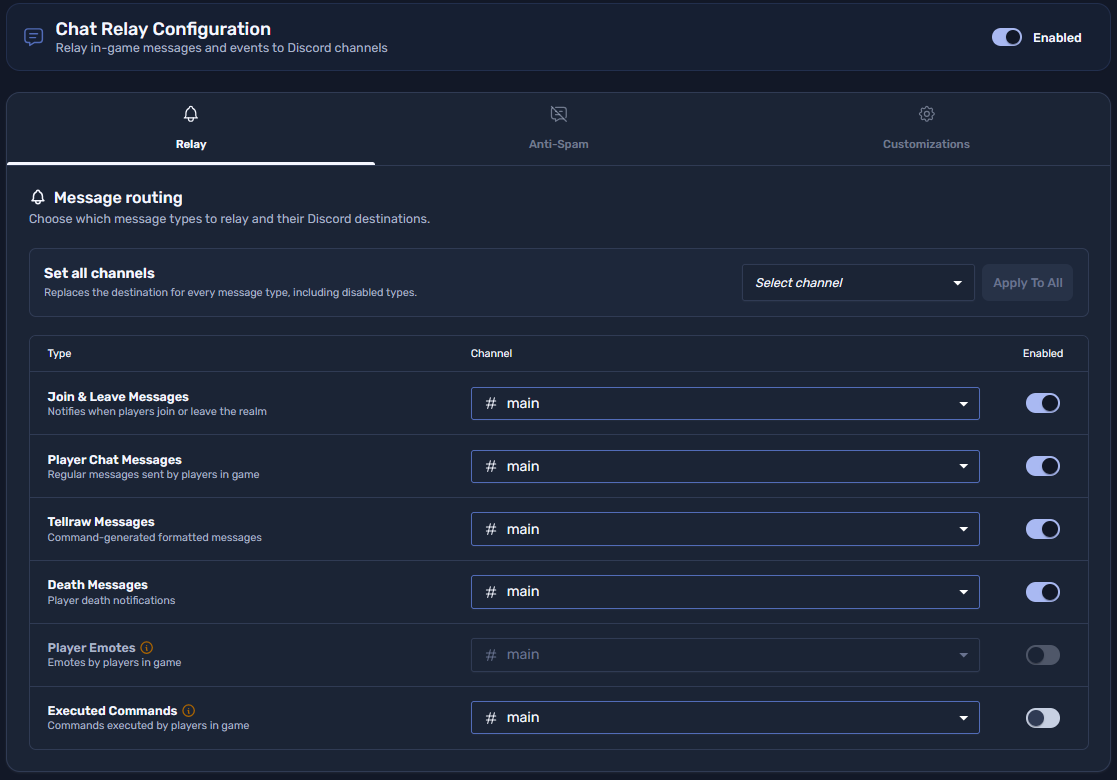 Chat Relay Configuration
Relay in-game messages and events to Discord channels
Enabled
Relay
Anti-Spam
Customizations
Message routing
Choose which message types to relay and their Discord destinations.
Set all channels
Replaces the destination for every message type, including disabled types.
Select channel
Apply To All
Type
Channel
Enabled
Join & Leave Messages
Notifies when players join or leave the realm
# main
Player Chat Messages
Regular messages sent by players in game
# main
Tellraw Messages
Command-generated formatted messages
# main
Death Messages
Player death notifications
# main
Player Emotes
Emotes by players in game
# main
Executed Commands
Commands executed by players in game
# main